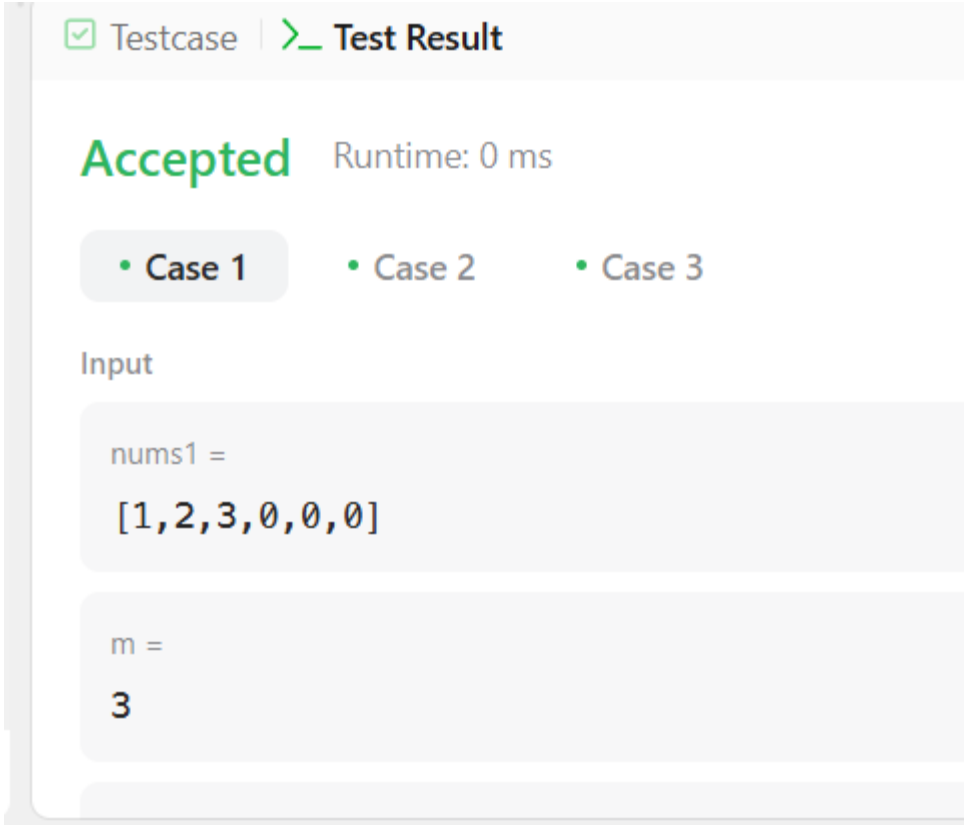 Testcase | >_ Test Result
Accepted Runtime: 0 ms
• Case 1 • Case 2 • Case 3
Input
nums1 =
[1,2,3,0,0,0]
m =
3